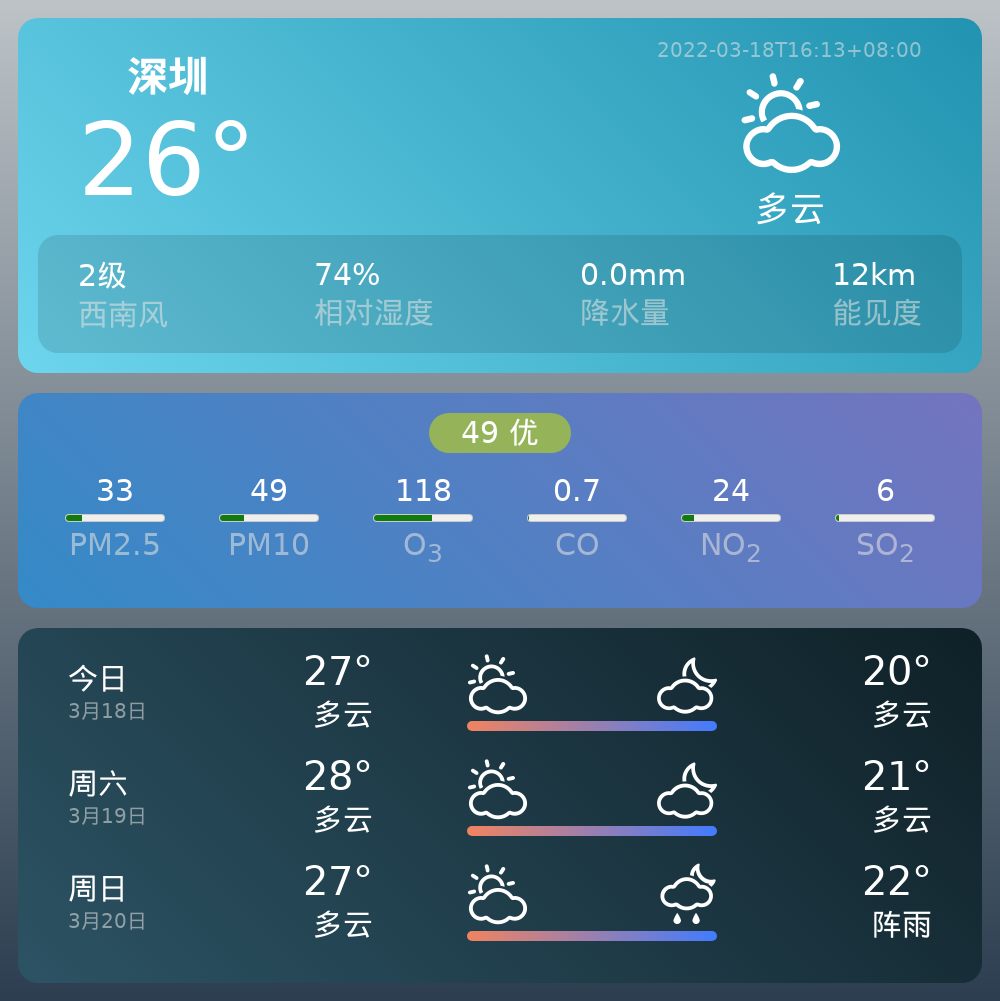 深圳
2022-03-18T16:13+08:00
26°
多云
2级 74% 0.0mm 12km
西南风 相对湿度 降水量 能见度
49 优
33 49 118 0.7 24 6
PM2.5 PM10 O3 CO NO2 SO2
今日 27° 20°
3月18日 多云 多云
周六 28° 21°
3月19日 多云 多云
周日 27° 22°
3月20日 多云 阵雨